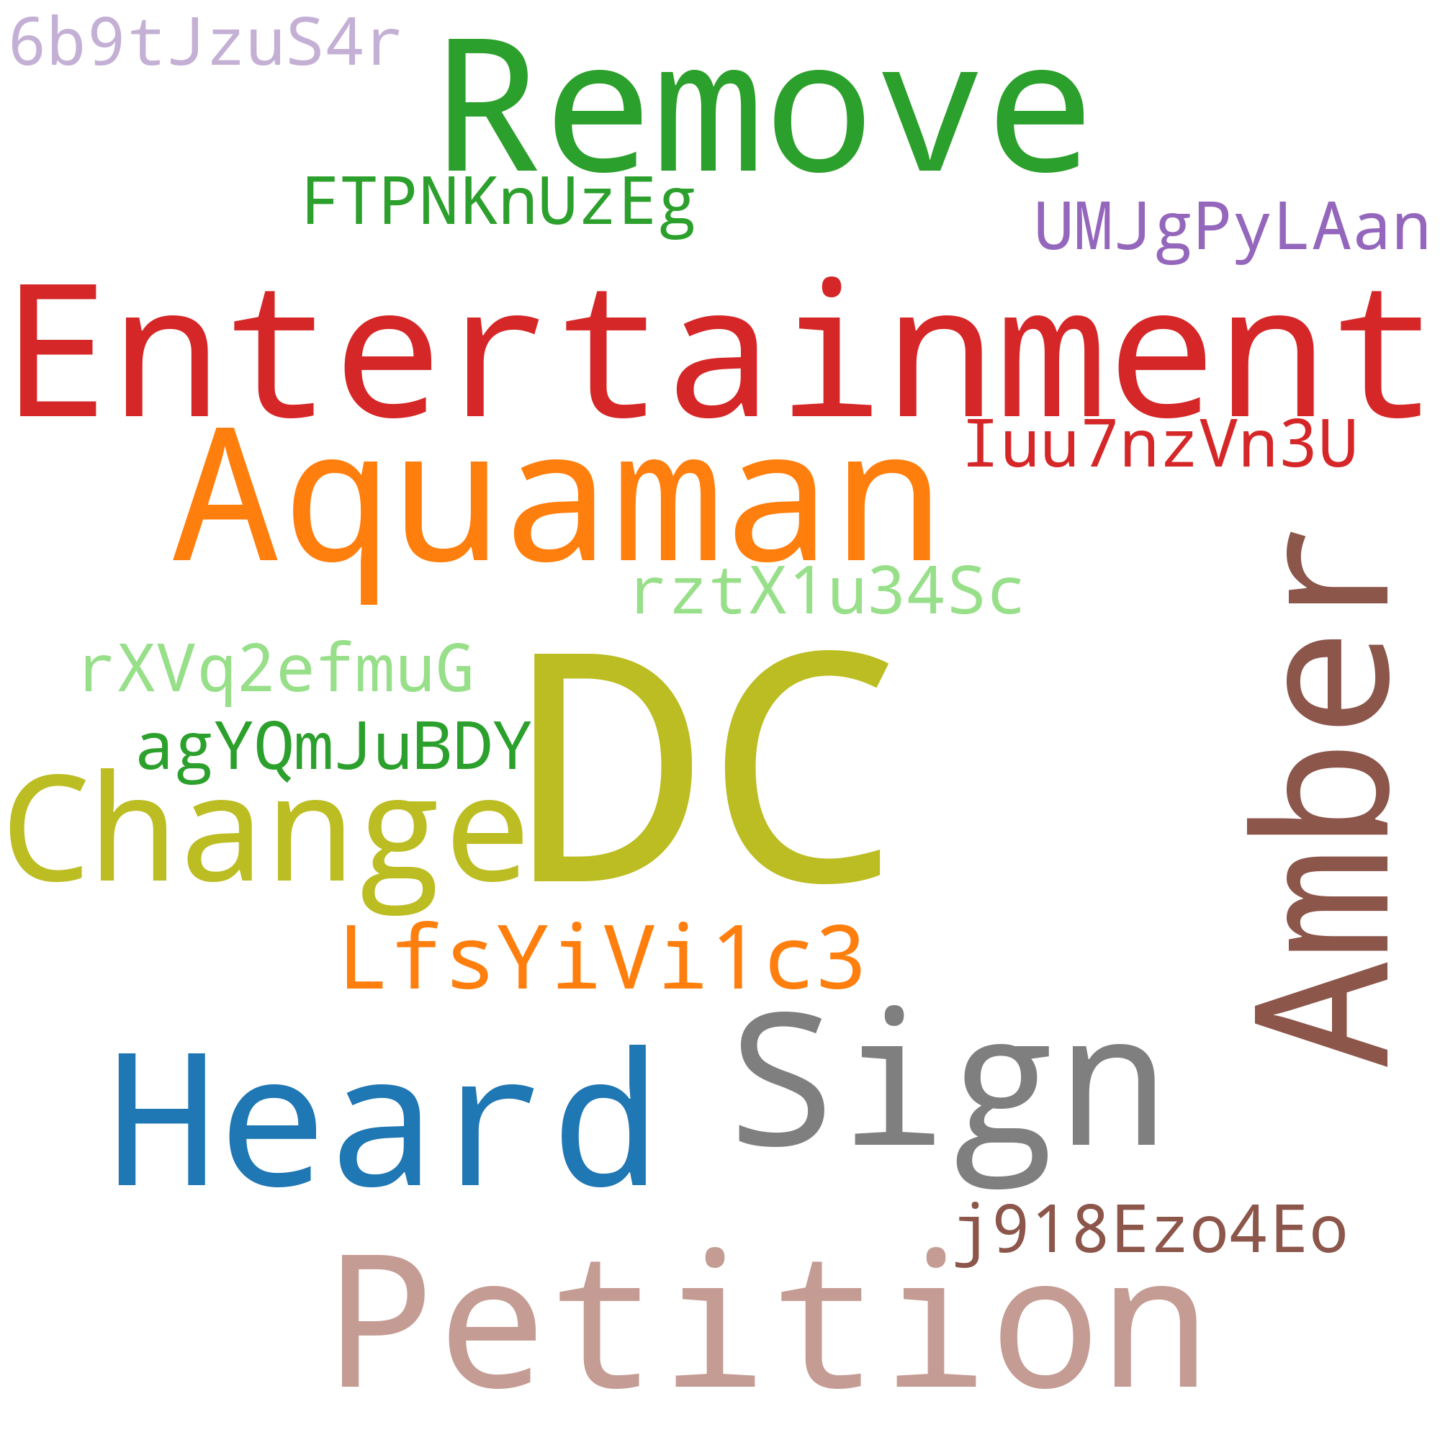 6b9tJzuS4r
Remove
FTPNKnUzEg
UMJgPyLAan
Entertainment
Iuu7nzVn3U
Aquaman
rztX1u34Sc
rXVq2efmuG
agYQmJuBDY
DC
Change
Amber
LfsYiVi1c3
Sign
Heard
j918Ezo4Eo
Petition